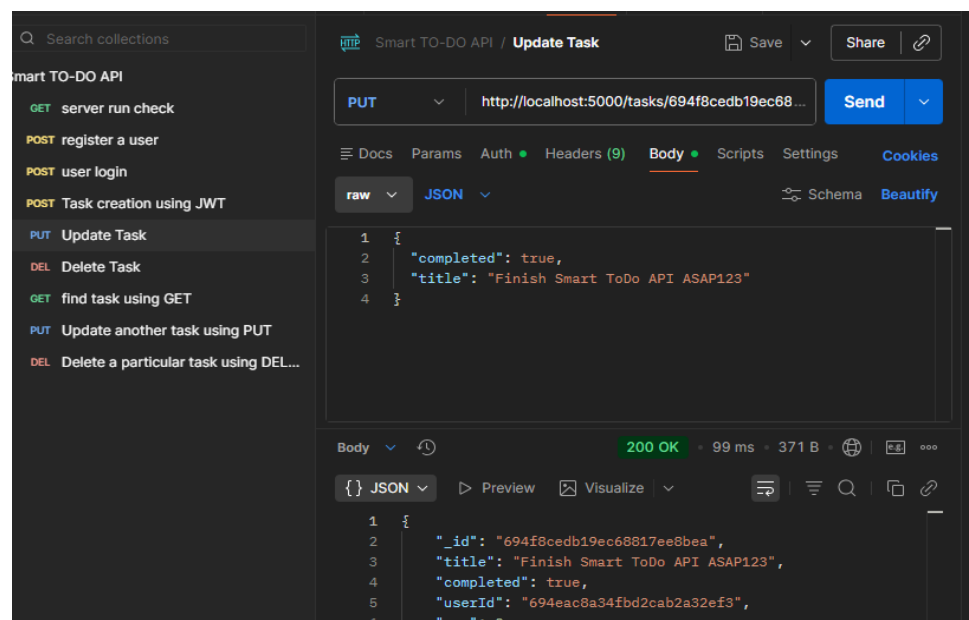 Search collections
Smart TO-DO API
GET server run check
POST register a user
POST user login
POST Task creation using JWT
PUT Update Task
DEL Delete Task
GET find task using GET
PUT Update another task using PUT
DEL Delete a particular task using DEL...
HTTP Smart TO-DO API / Update Task Save Share
PUT http://localhost:5000/tasks/694f8cedb19ec68... Send
Docs Params Auth Headers (9) Body Scripts Settings Cookies
raw JSON Schema Beautify
1 {
2 "completed": true,
3 "title": "Finish Smart ToDo API ASAP123"
4 }
Body 200 OK • 99 ms • 371 B e.g. ooo
{} JSON Preview Visualize
1 {
2 "_id": "694f8cedb19ec68817ee8bea",
3 "title": "Finish Smart ToDo API ASAP123",
4 "completed": true,
5 "userId": "694eac8a34fbd2cab2a32ef3",